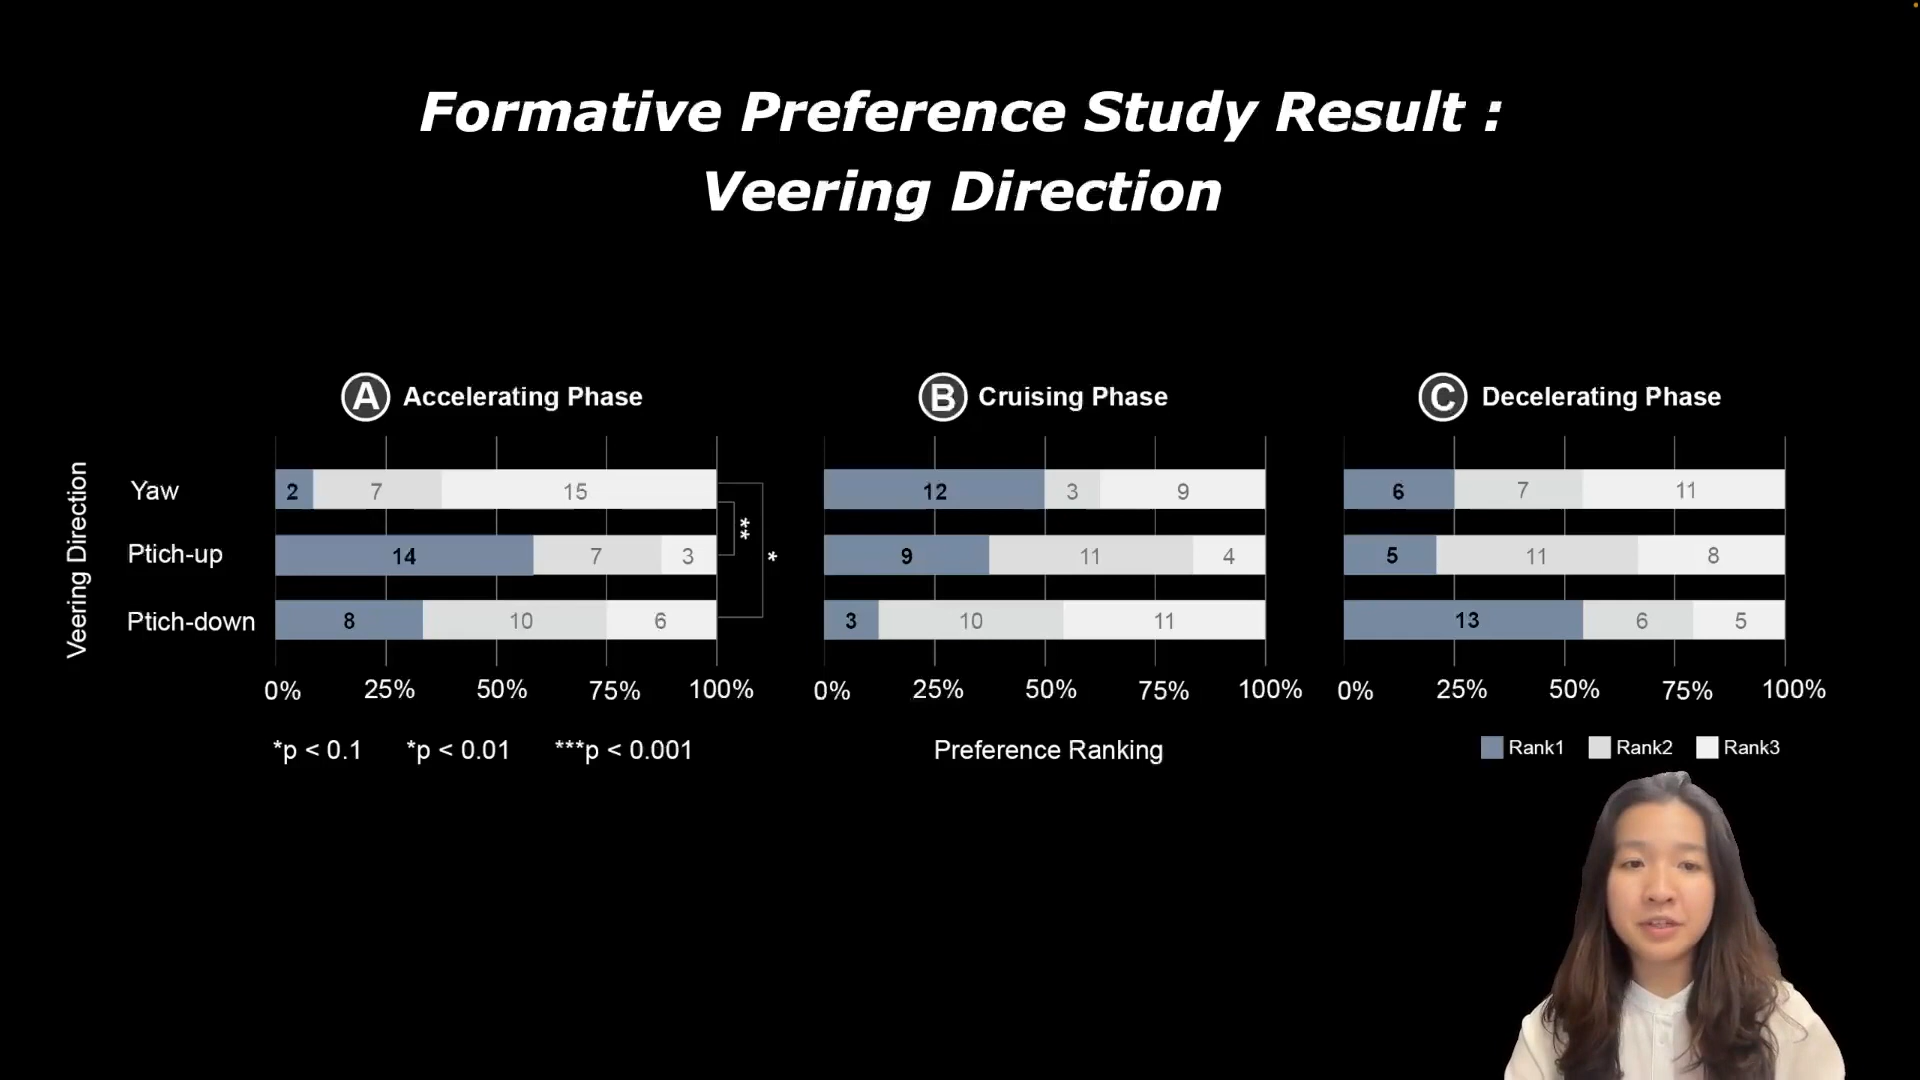 Formative Preference Study Result :
Veering Direction
A Accelerating Phase
B Cruising Phase
C Decelerating Phase
Veering Direction
Yaw
2 7 15
12 3 9
6 7 11
**
Ptich-up
14 7 3
9 11 4
5 11 8
*
Ptich-down
8 10 6
3 10 11
13 6 5
0% 25% 50% 75% 100%
0% 25% 50% 75% 100%
0% 25% 50% 75% 100%
*p < 0.1 *p < 0.01 ***p < 0.001
Preference Ranking
Rank1 Rank2 Rank3